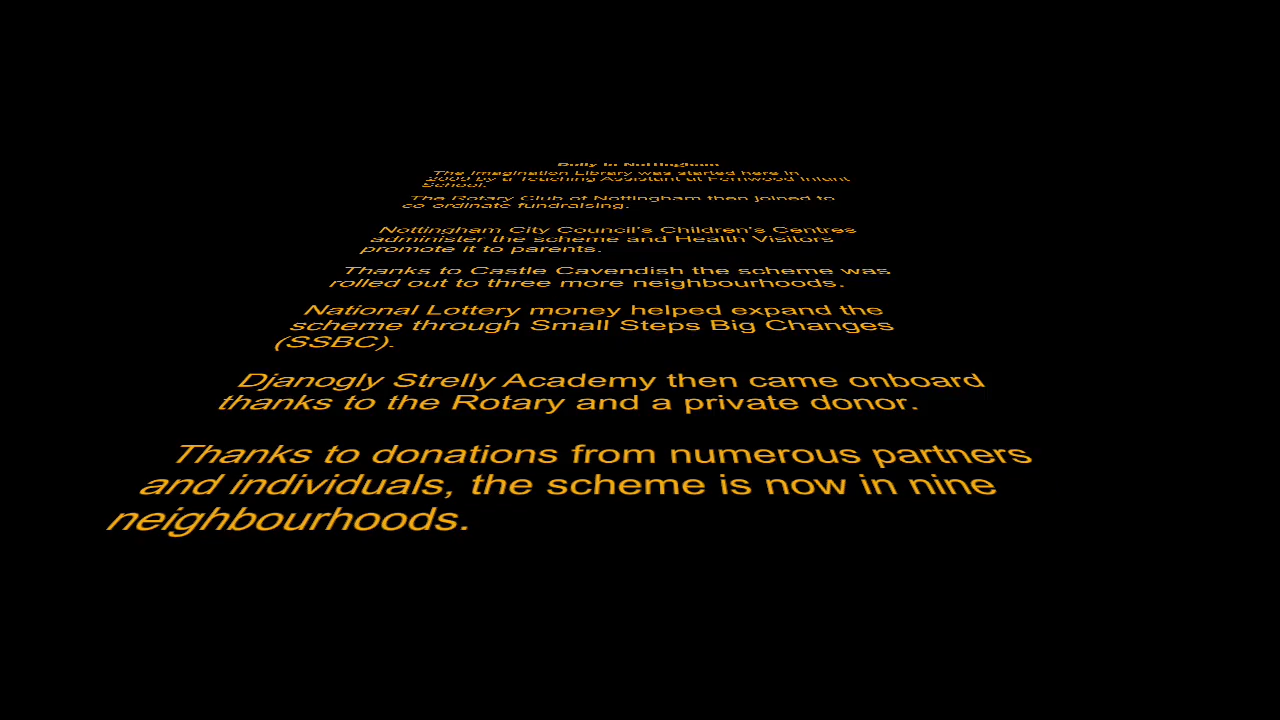 Dolly in Nottingham
The Imagination Library was started here in
2009 by a Teaching Assistant at Fernwood Infant
School.
The Rotary Club of Nottingham then joined to
co-ordinate fundraising.
Nottingham City Council's Children's Centres
administer the scheme and Health Visitors
promote it to parents.
Thanks to Castle Cavendish the scheme was
rolled out to three more neighbourhoods.
National Lottery money helped expand the
scheme through Small Steps Big Changes
(SSBC).
Djanogly Strelly Academy then came onboard
thanks to the Rotary and a private donor.
Thanks to donations from numerous partners
and individuals, the scheme is now in nine
neighbourhoods.